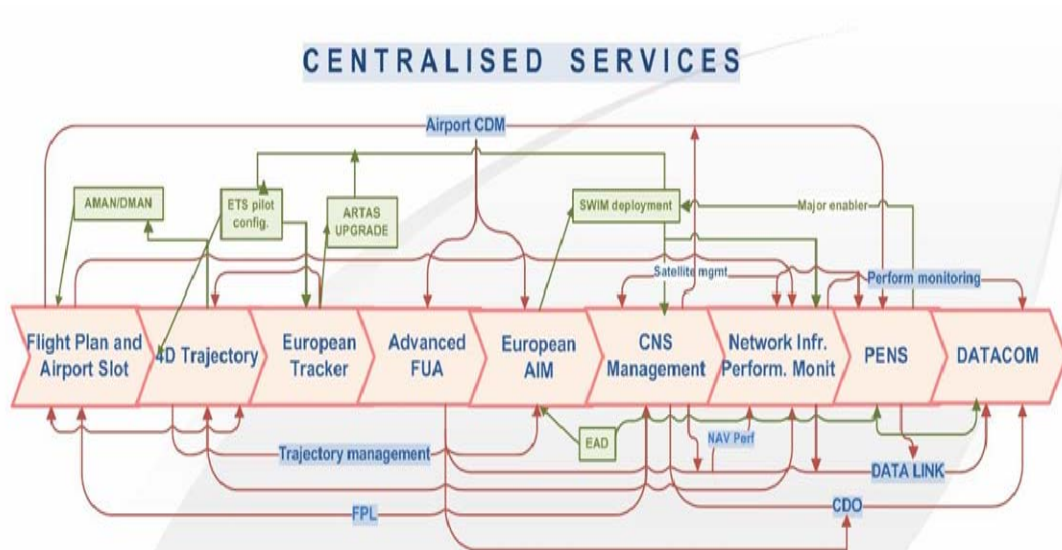 CENTRALISED SERVICES
Airport CDM
AMAN/DMAN
ETS pilot
config.
ARTAS
UPGRADE
SWIM deployment
Major enabler
Satellite mgmt
Perform monitoring
Flight Plan and
Airport Slot
4D Trajectory
European
Tracker
Advanced
FUA
European
AIM
CNS
Management
Network Infr.
Perform. Monit
PENS
DATACOM
EAD
NAV Perf
Trajectory management
DATA LINK
FPL
CDO